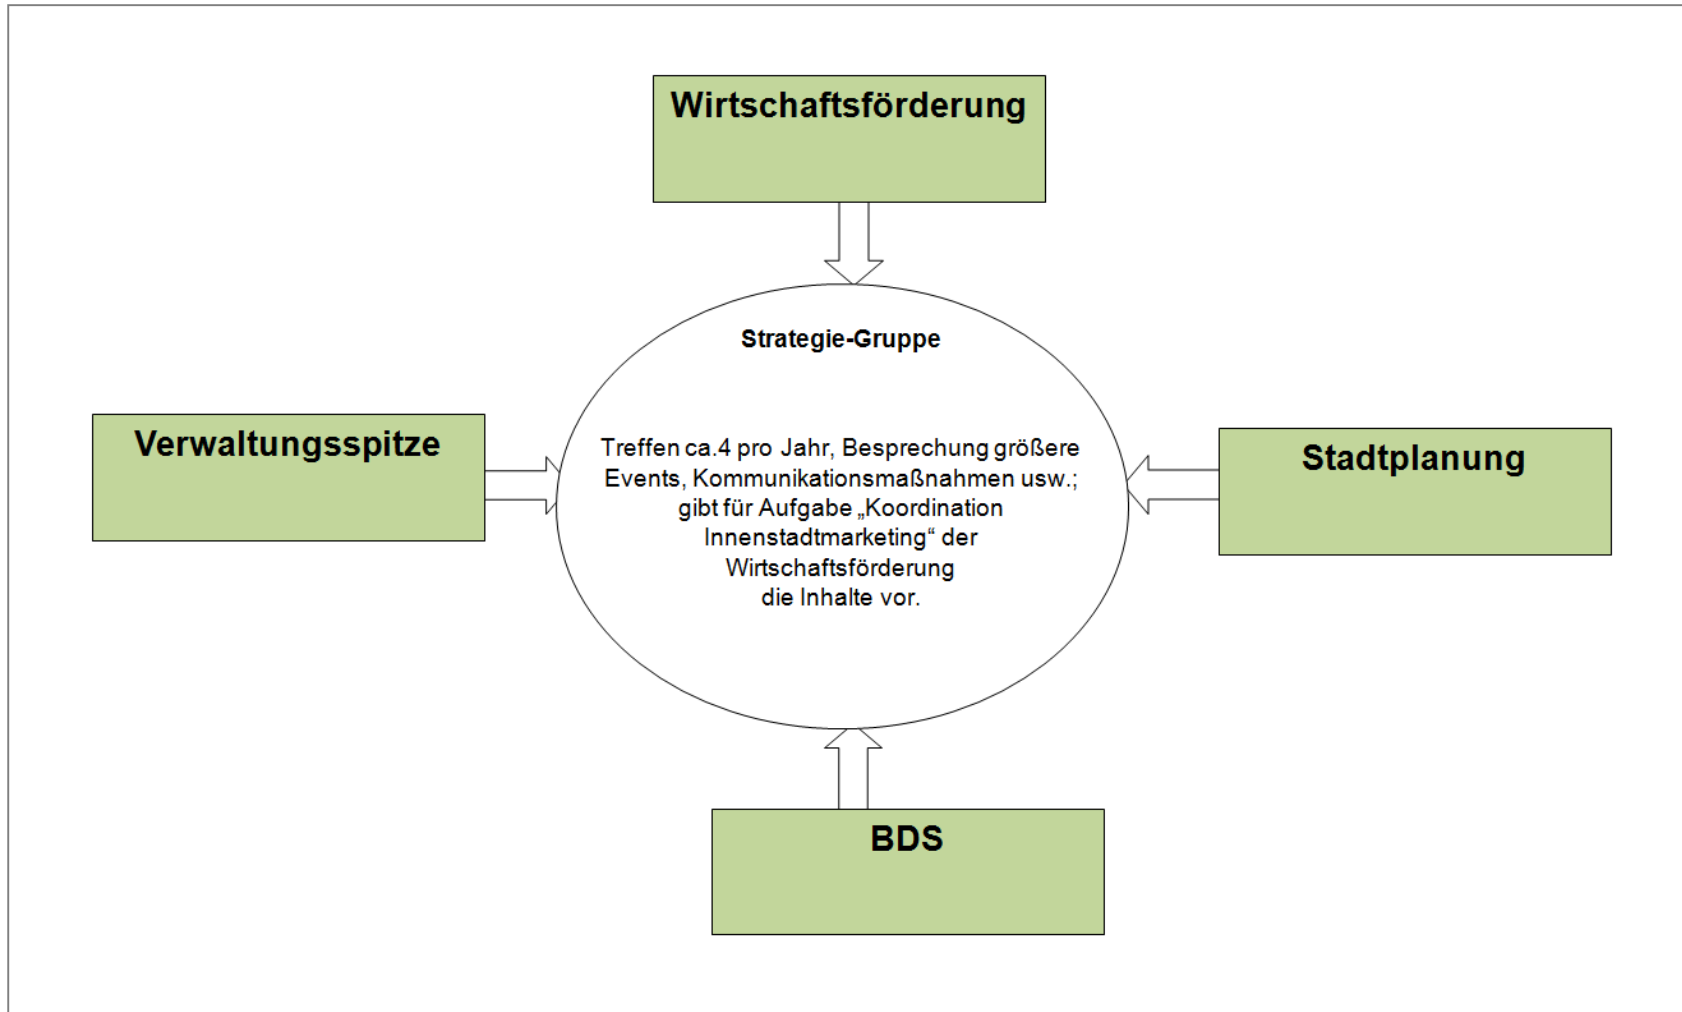 Wirtschaftsförderung
Strategie-Gruppe
Verwaltungsspitze
Treffen ca.4 pro Jahr, Besprechung größere
Events, Kommunikationsmaßnahmen usw.;
gibt für Aufgabe „Koordination
Innenstadtmarketing“ der
Wirtschaftsförderung
die Inhalte vor.
Stadtplanung
BDS